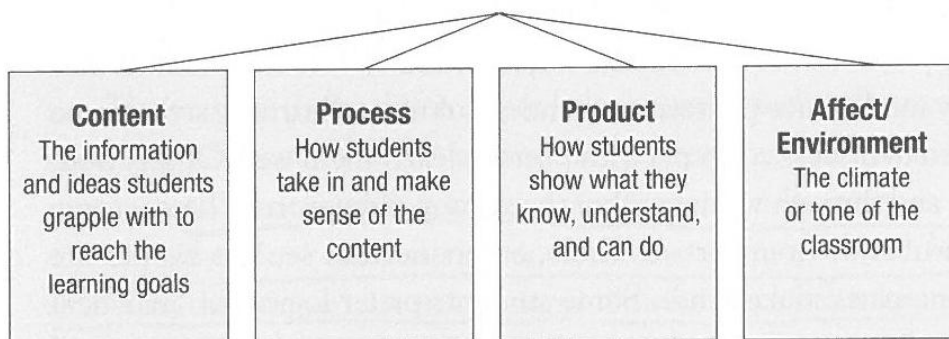 Content
The information
and ideas students
grapple with to
reach the
learning goals
Process
How students
take in and make
sense of the
content
Product
How students
show what they
know, understand,
and can do
Affect/
Environment
The climate
or tone of the
classroom